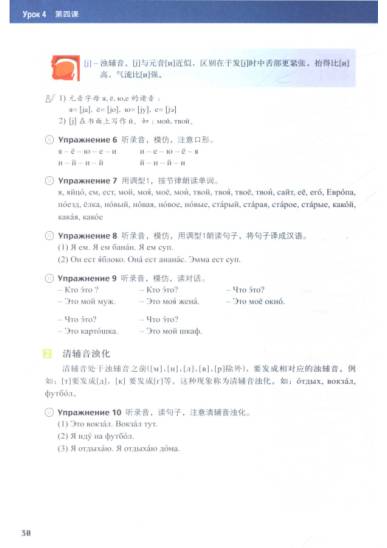 Урок 4 第四课
[j] – 浊辅音。[j]与元音[и]近似，区别在于发[j]时中舌部更紧张，抬得比[и]
高，气流比[и]强。
1) 元音字母 я, ё, ю, е 的读音：
я= [ja], ё= [jo], ю= [jy], е= [jэ]
2) [j] 在书面上写作 й，如：мой, твой。
Упражнение 6 听录音，模仿，注意口形。
я – ё – ю – е – и и – е – ю – ё – я
и – й – и – й й – и – й – и
Упражнение 7 用调型1，按节律朗读单词。
я, яйцо́, ем, ест, мой, моя́, моё, мои́, твой, твоя́, твоё, твои́, сайт, её, его́, Евро́па,
по́езд, ёлка, но́вый, но́вая, но́вое, но́вые, ста́рый, ста́рая, ста́рое, ста́рые, како́й,
кака́я, како́е
Упражнение 8 听录音，模仿，用调型1朗读句子，将句子译成汉语。
(1) Я ем. Я ем бана́н. Я ем суп.
(2) Он ест я́блоко. Она́ ест анана́с. Э́мма ест суп.
Упражнение 9 听录音，模仿，读对话。
– Кто э́то? – Кто э́то? – Что э́то?
– Э́то мой муж. – Э́то моя́ жена́. – Э́то моё окно́.
– Что э́то? – Что э́то?
– Э́то карто́шка. – Э́то мой шкаф.
2 清辅音浊化
清辅音处于浊辅音之前([м], [н], [л], [в], [р]除外)，要发成相对应的浊辅音，例
如：[т]要发成[д]，[к] 要发成[г]等。这种现象称为清辅音浊化。如：о́тдых, вокза́л,
футбо́л。
Упражнение 10 听录音，读句子，注意清辅音浊化。
(1) Э́то вокза́л. Вокза́л тут.
(2) Я иду́ на футбо́л.
(3) Я отдыха́ю. Я отдыха́ю до́ма.
38